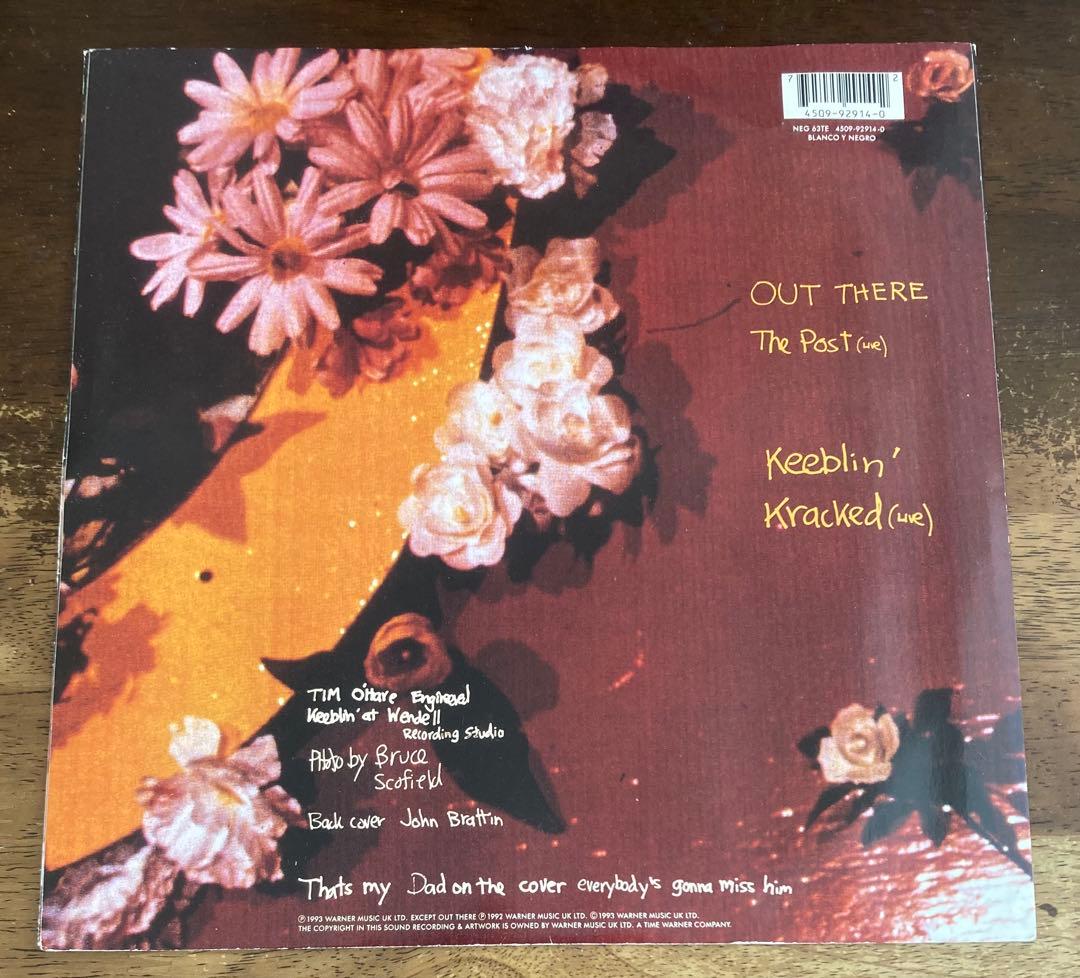 7 2
4509-92914-0
NEG 63TE 4509-92914-0
BLANCO Y NEGRO
OUT THERE
The Post (LIVE)
Keeblin'
Kracked (LIVE)
TIM O'Hare Engineered
Keeblin' at Wendell
Recording Studio
Photo by Bruce
Scofield
Back cover John Brattin
Thats my Dad on the cover everybody's gonna miss him
℗ 1993 WARNER MUSIC UK LTD. EXCEPT OUT THERE ℗ 1992 WARNER MUSIC UK LTD. © 1993 WARNER MUSIC UK LTD.
THE COPYRIGHT IN THIS SOUND RECORDING & ARTWORK IS OWNED BY WARNER MUSIC UK LTD. A TIME WARNER COMPANY.